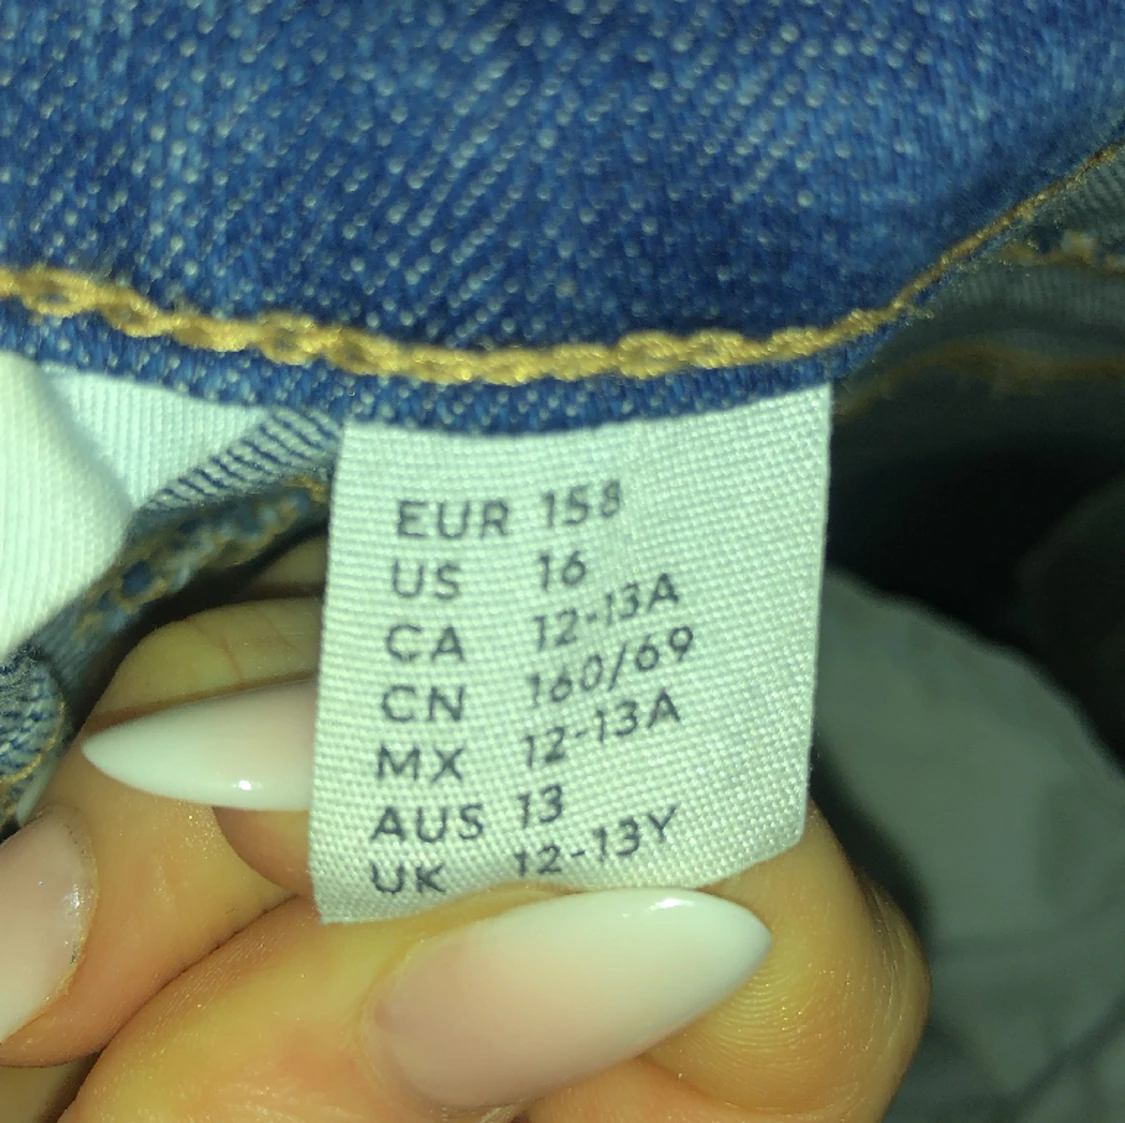 EUR 158
US 16
CA 12-13A
CN 160/69
MX 12-13A
AUS 13
UK 12-13Y